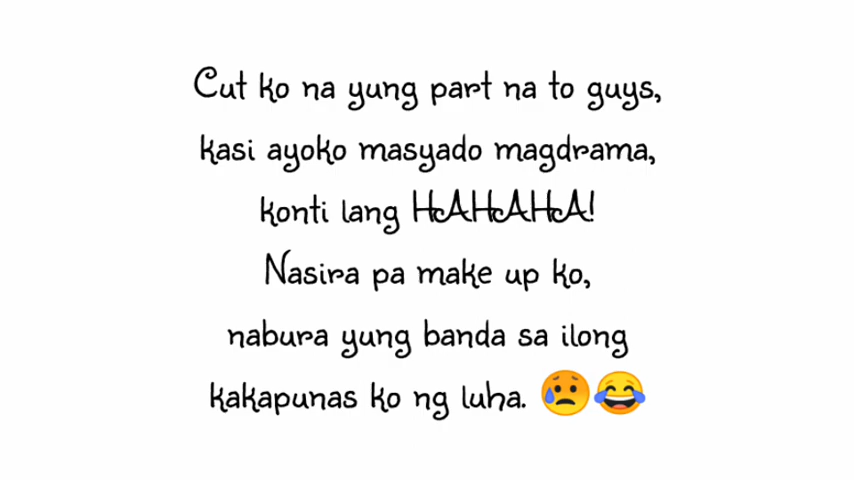 Cut ko na yung part na to guys,
kasi ayoko masyado magdrama,
konti lang HAHAHA!
Nasira pa make up ko,
nabura yung banda sa ilong
kakapunas ko ng luha. 😥😂